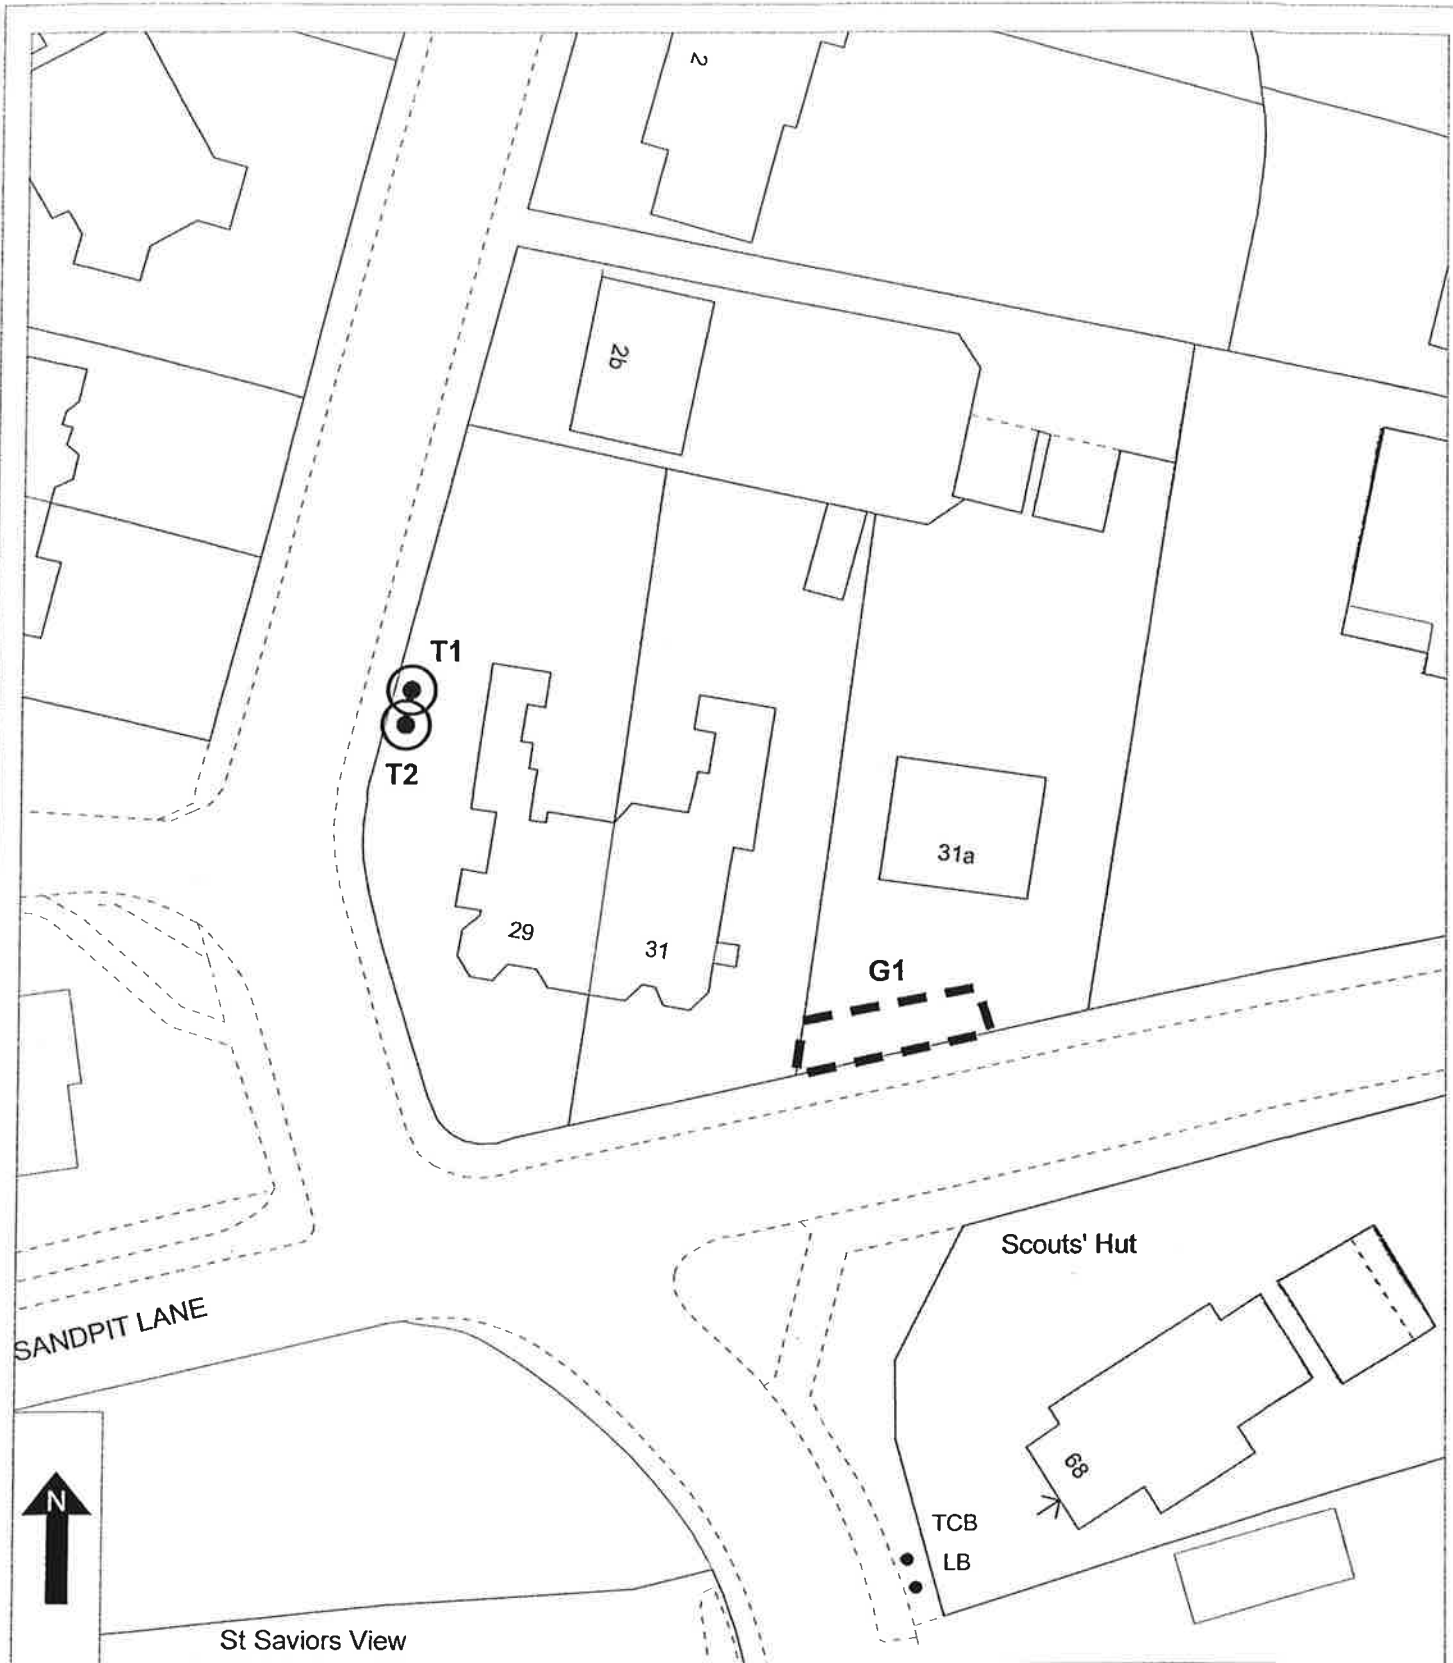 2
2b
T1
T2
31a
29
31
G1
Scouts' Hut
SANDPIT LANE
68
N
TCB
LB
St Saviors View